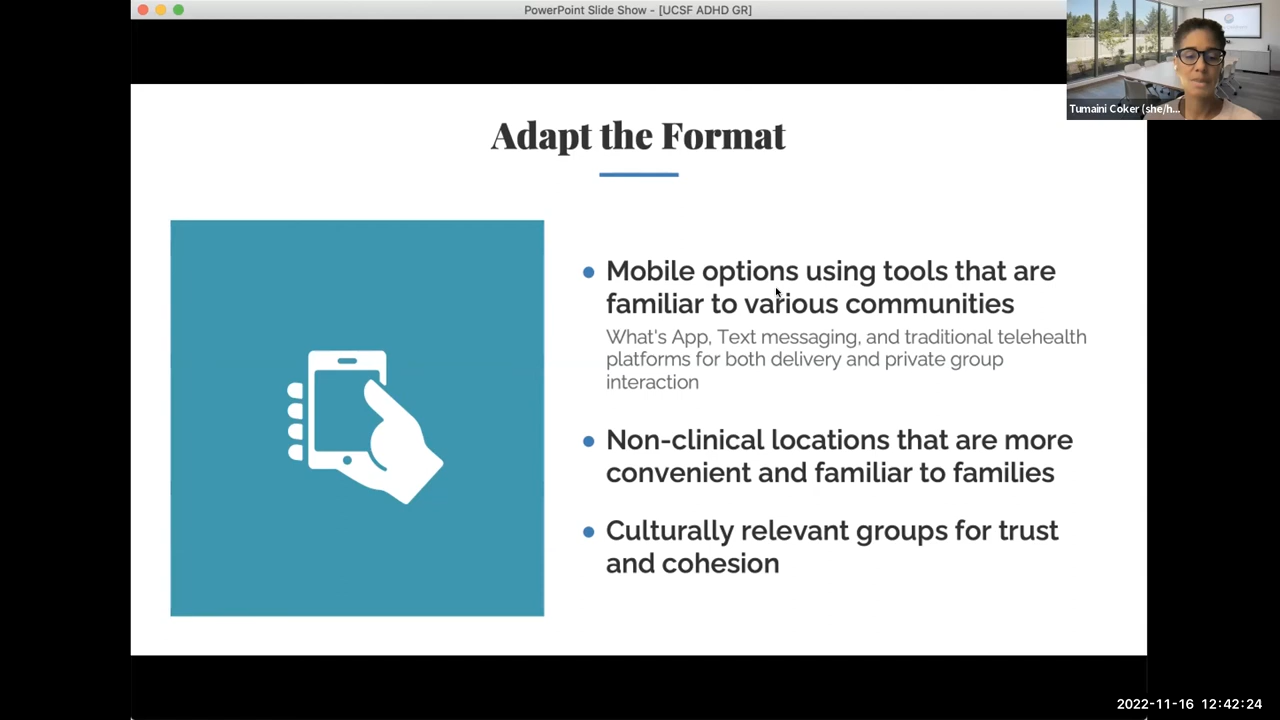 PowerPoint Slide Show - [UCSF ADHD GR]
Tumaini Coker (she/h...
Adapt the Format
Mobile options using tools that are
familiar to various communities
What's App, Text messaging, and traditional telehealth
platforms for both delivery and private group
interaction
Non-clinical locations that are more
convenient and familiar to families
Culturally relevant groups for trust
and cohesion
2022-11-16 12:42:24